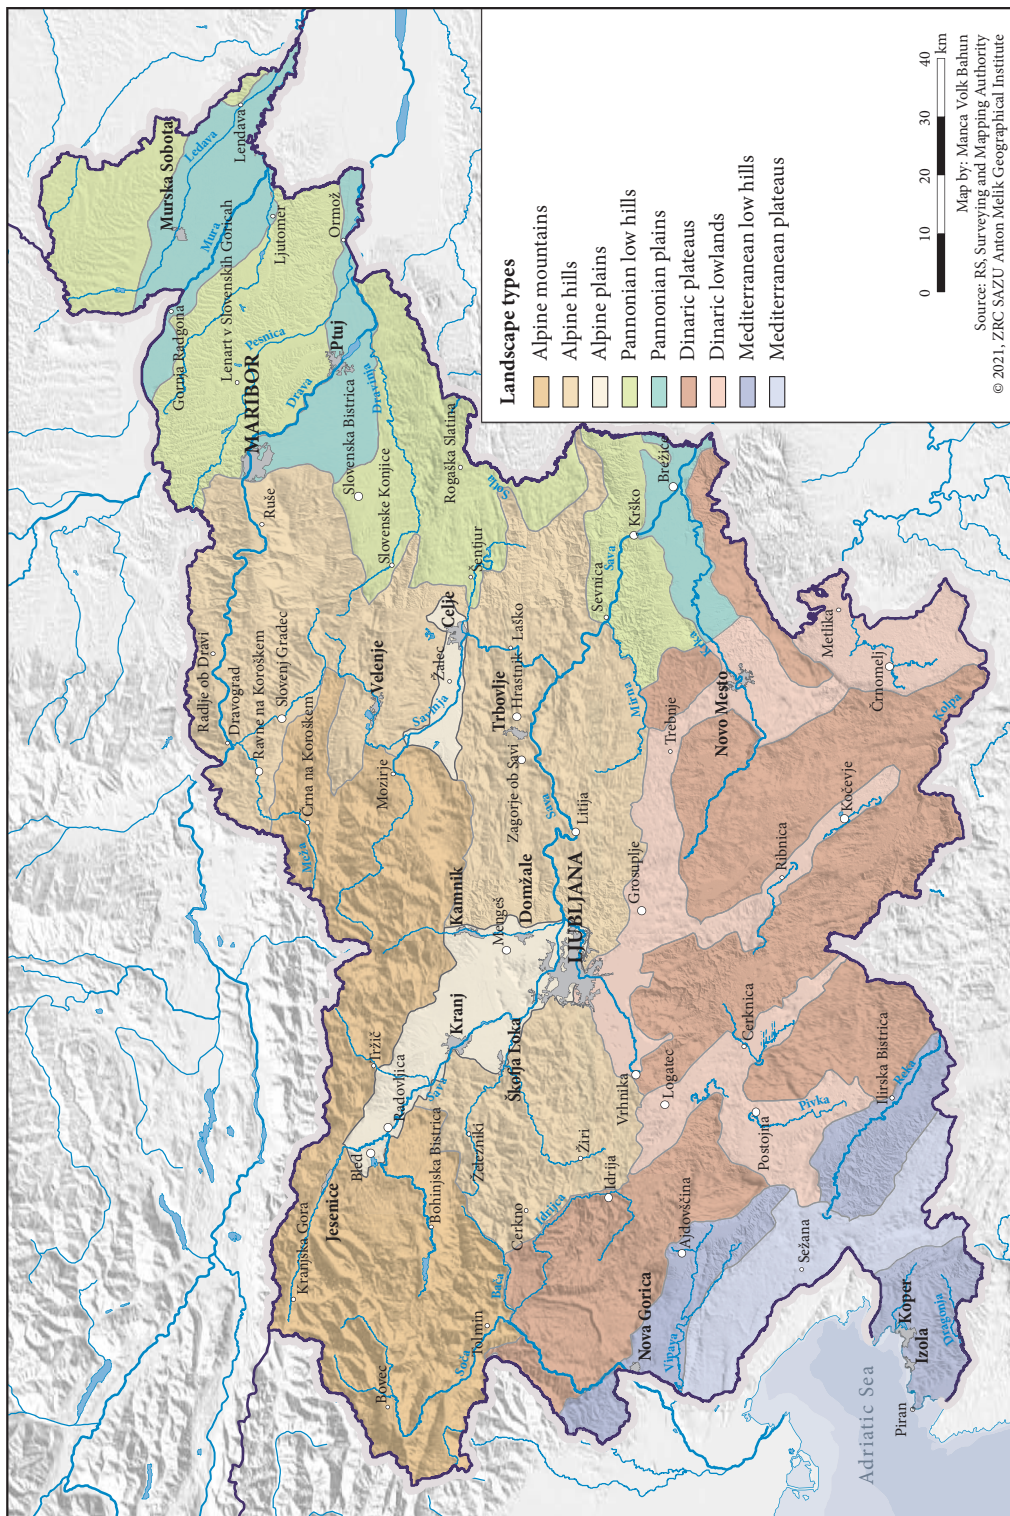 Landscape types
Alpine mountains
Alpine hills
Alpine plains
Pannonian low hills
Pannonian plains
Dinaric plateaus
Dinaric lowlands
Mediterranean low hills
Mediterranean plateaus
0 10 20 30 40
km
Map by: Manca Volk Bahun
Source: RS, Surveying and Mapping Authority
© 2021, ZRC SAZU Anton Melik Geographical Institute
Murska Sobota
Ledava
Lendava
Mura
Gornja Radgona
Lenart v Slovenskih Goricah
Ljutomer
Ormož
Pesnica
MARIBOR
Drava
Ptuj
Dravinja
Ruše
Slovenska Bistrica
Slovenske Konjice
Rogaška Slatina
Sotla
Šentjur
Radlje ob Dravi
Dravograd
Ravne na Koroškem
Slovenj Gradec
Črna na Koroškem
Meža
Velenje
Mozirje
Savinja
Žalec
Celje
Laško
Hrastnik
Trbovlje
Zagorje ob Savi
Sava
Litija
Sevnica
Sava
Krško
Brežice
Krka
Mirna
Trebnje
Novo Mesto
Metlika
Črnomelj
Kolpa
Kočevje
Ribnica
Grosuplje
LJUBLJANA
Domžale
Mengeš
Kamnik
Kranj
Škofja Loka
Tržič
Radovljica
Sava
Bled
Jesenice
Kranjska Gora
Bohinjska Bistrica
Železniki
Žiri
Cerkno
Idrijca
Idrija
Bača
Tolmin
Soča
Bovec
Vrhnika
Logatec
Cerknica
Postojna
Pivka
Ilirska Bistrica
Reka
Ajdovščina
Nova Gorica
Vipava
Sežana
Koper
Izola
Piran
Dragonja
Adriatic Sea